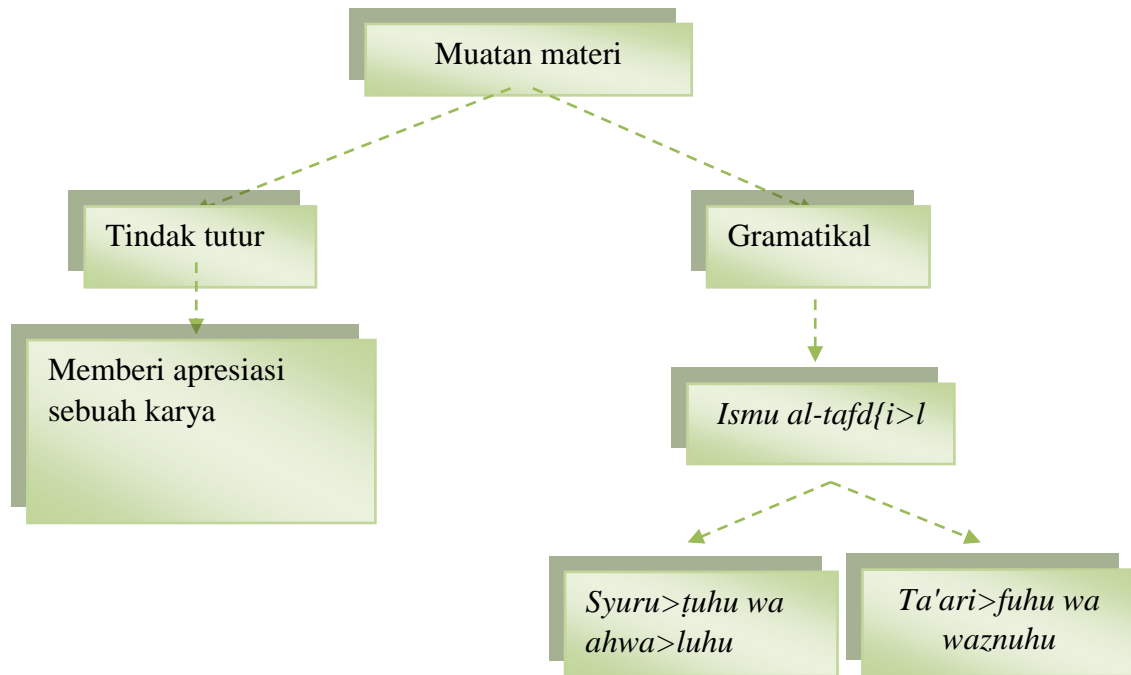 Muatan materi
Tindak tutur
Gramatikal
Memberi apresiasi
sebuah karya
Ismu al-tafd{i>l
Syuru>ṭuhu wa
ahwa>luhu
Ta'ari>fuhu wa
waznuhu